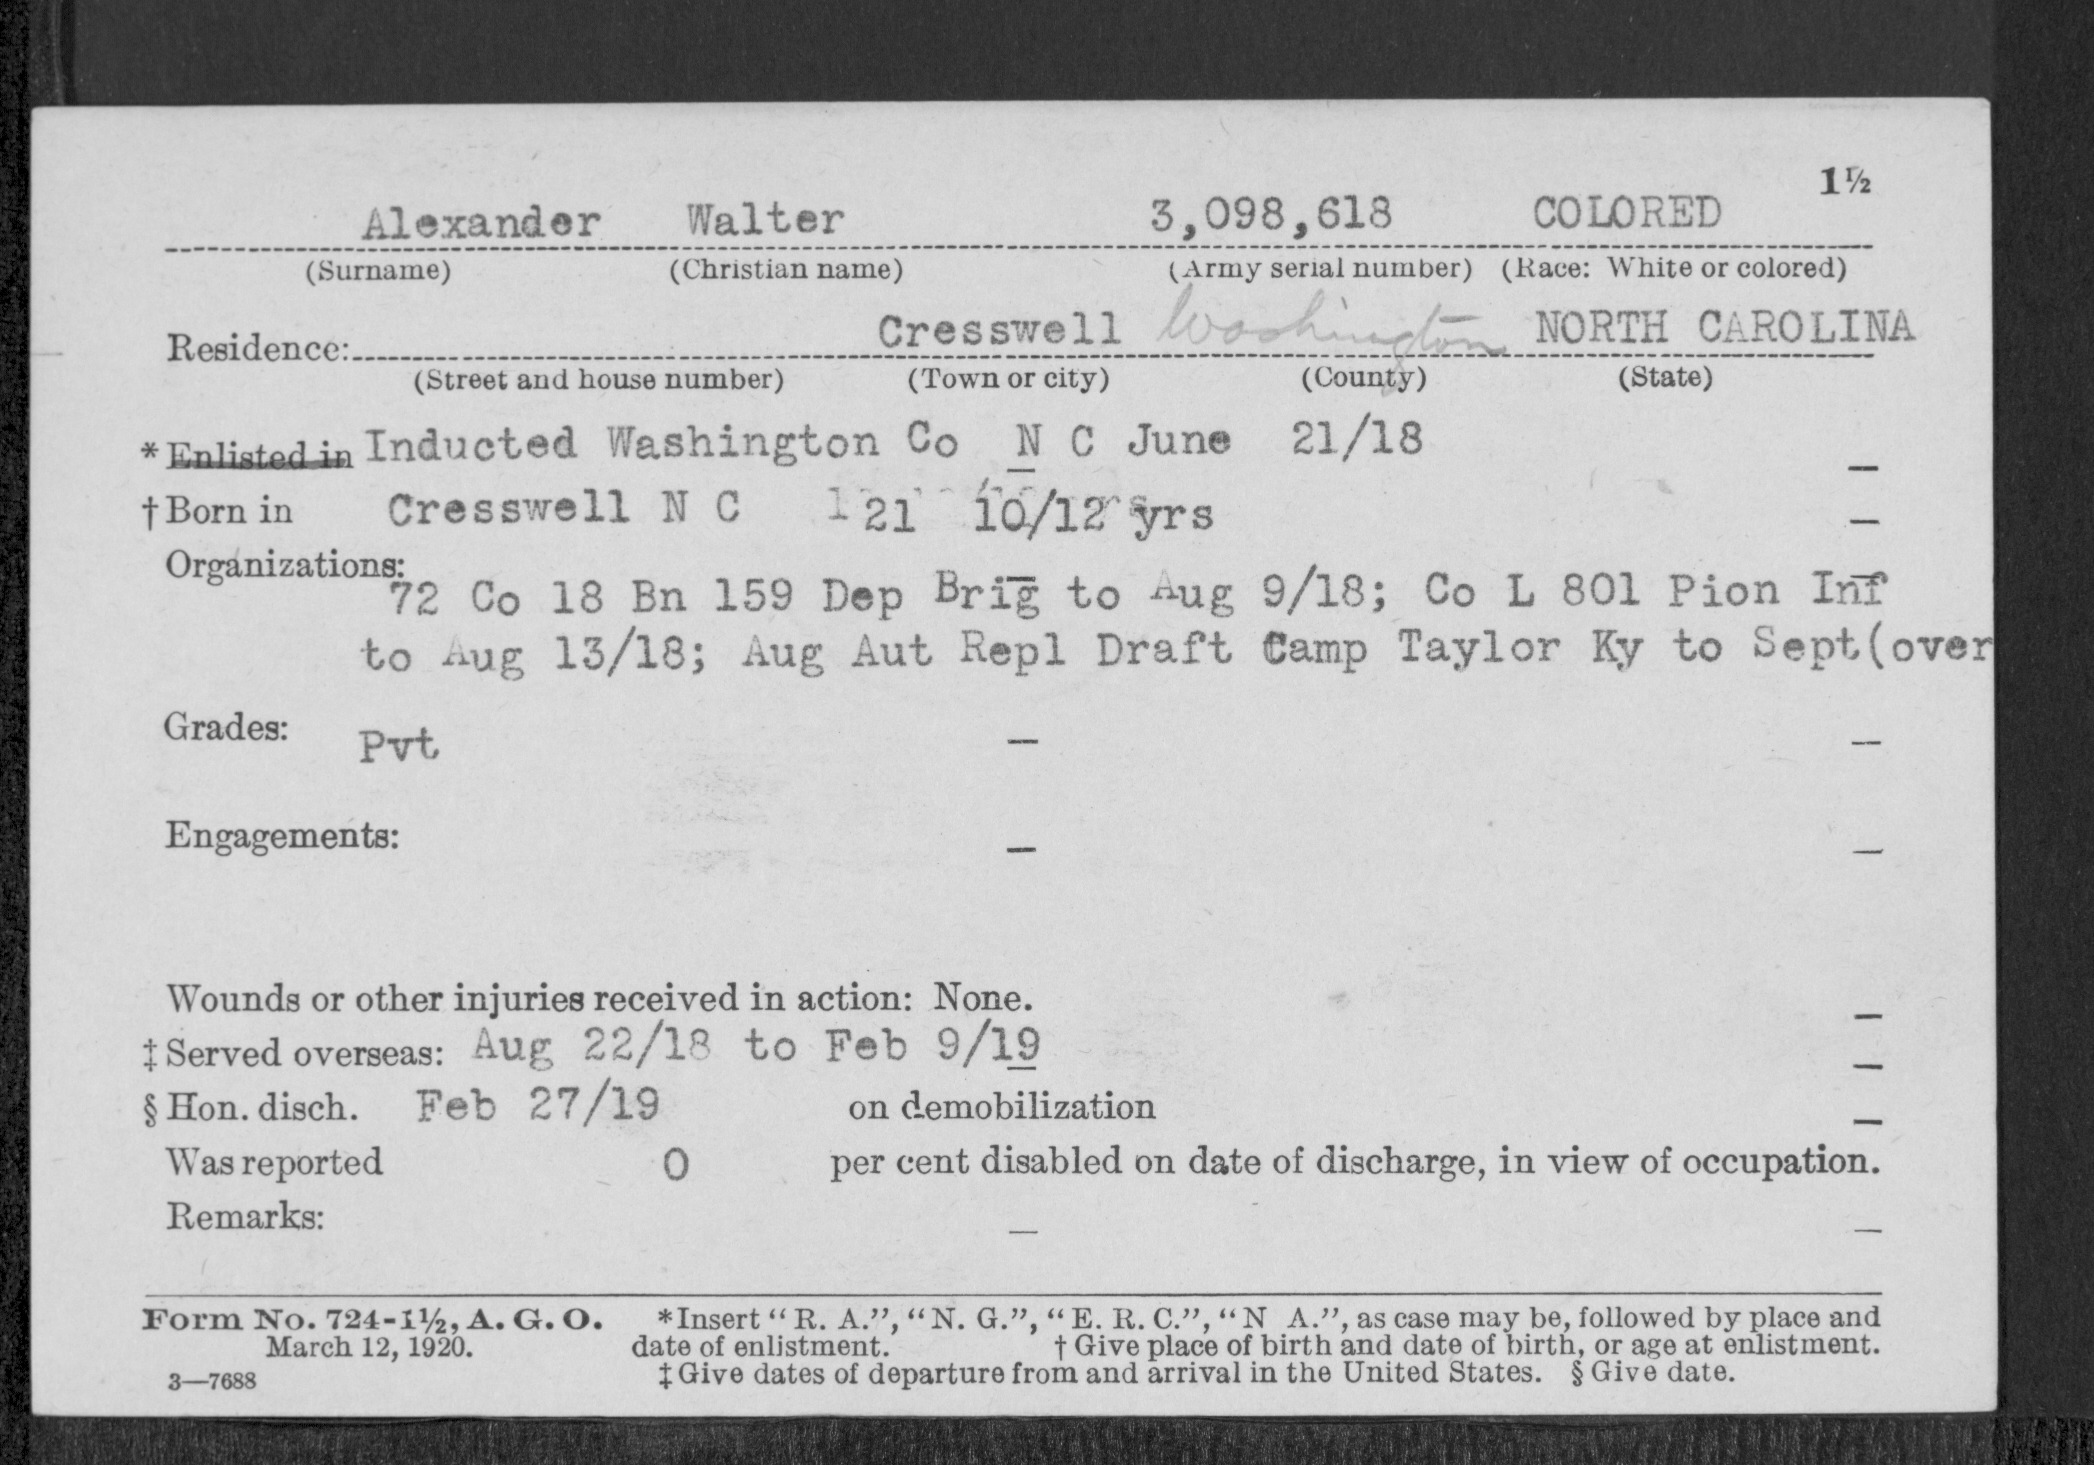 1½
Alexander Walter 3,098,618 COLORED
(Surname) (Christian name) (Army serial number) (Race: White or colored)
Residence: Cresswell Washington NORTH CAROLINA
(Street and house number) (Town or city) (County) (State)
* Enlisted in Inducted Washington Co N C June 21/18
† Born in Cresswell N C 21 10/12 yrs
Organizations:
72 Co 18 Bn 159 Dep Brig to Aug 9/18; Co L 801 Pion Inf
to Aug 13/18; Aug Aut Repl Draft Camp Taylor Ky to Sept(over
Grades: Pvt
Engagements:
Wounds or other injuries received in action: None.
‡ Served overseas: Aug 22/18 to Feb 9/19
§ Hon. disch. Feb 27/19 on demobilization
Was reported 0 per cent disabled on date of discharge, in view of occupation.
Remarks:
Form No. 724-1½, A. G. O. *Insert "R. A.", "N. G.", "E. R. C.", "N A.", as case may be, followed by place and
March 12, 1920. date of enlistment. † Give place of birth and date of birth, or age at enlistment.
3—7688 ‡ Give dates of departure from and arrival in the United States. § Give date.